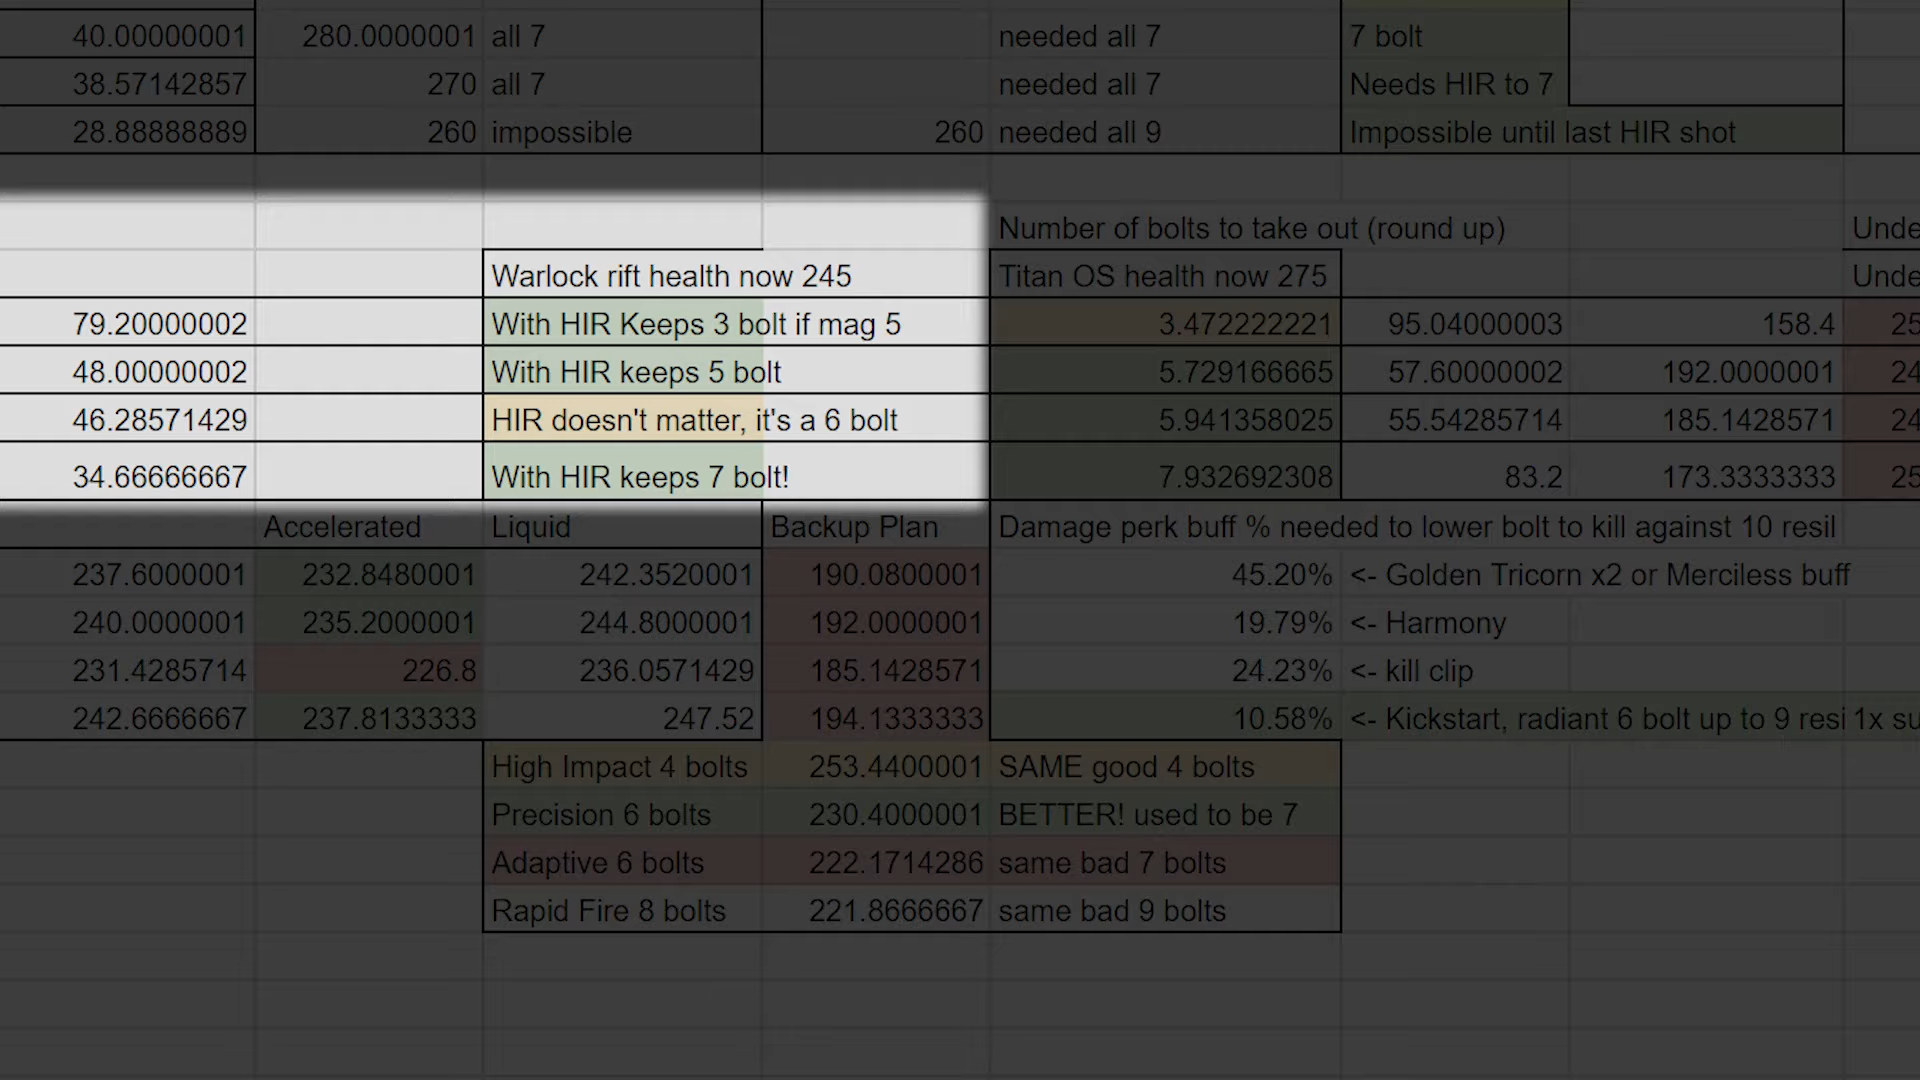 40.00000001 280.0000001 all 7 needed all 7 7 bolt
38.57142857 270 all 7 needed all 7 Needs HIR to 7
28.88888889 260 impossible 260 needed all 9 Impossible until last HIR shot
Number of bolts to take out (round up) Unde
Warlock rift health now 245 Titan OS health now 275 Unde
79.20000002 With HIR Keeps 3 bolt if mag 5 3.472222221 95.04000003 158.4 25
48.00000002 With HIR keeps 5 bolt 5.729166665 57.60000002 192.0000001 24
46.28571429 HIR doesn't matter, it's a 6 bolt 5.941358025 55.54285714 185.1428571 24
34.66666667 With HIR keeps 7 bolt! 7.932692308 83.2 173.3333333 25
Accelerated Liquid Backup Plan Damage perk buff % needed to lower bolt to kill against 10 resil
237.6000001 232.8480001 242.3520001 190.0800001 45.20% <- Golden Tricorn x2 or Merciless buff
240.0000001 235.2000001 244.8000001 192.0000001 19.79% <- Harmony
231.4285714 226.8 236.0571429 185.1428571 24.23% <- kill clip
242.6666667 237.8133333 247.52 194.1333333 10.58% <- Kickstart, radiant 6 bolt up to 9 resi 1x su
High Impact 4 bolts 253.4400001 SAME good 4 bolts
Precision 6 bolts 230.4000001 BETTER! used to be 7
Adaptive 6 bolts 222.1714286 same bad 7 bolts
Rapid Fire 8 bolts 221.8666667 same bad 9 bolts